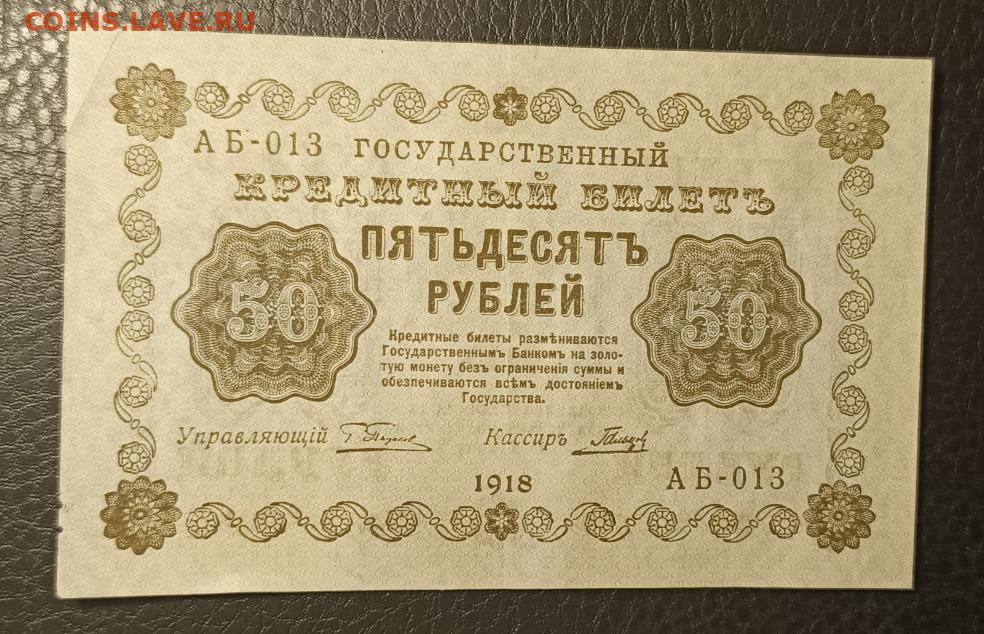 COINS.LAVE.RU
АБ-013 ГОСУДАРСТВЕННЫЙ
КРЕДИТНЫЙ БИЛЕТЪ
ПЯТЬДЕСЯТЪ
РУБЛЕЙ
50
50
Кредитные билеты размѣниваются
Государственнымъ Банкомъ на золо-
тую монету безъ ограниченія суммы и
обезпечиваются всѣмъ достояніемъ
Государства.
Управляющій
Кассиръ
1918
АБ-013